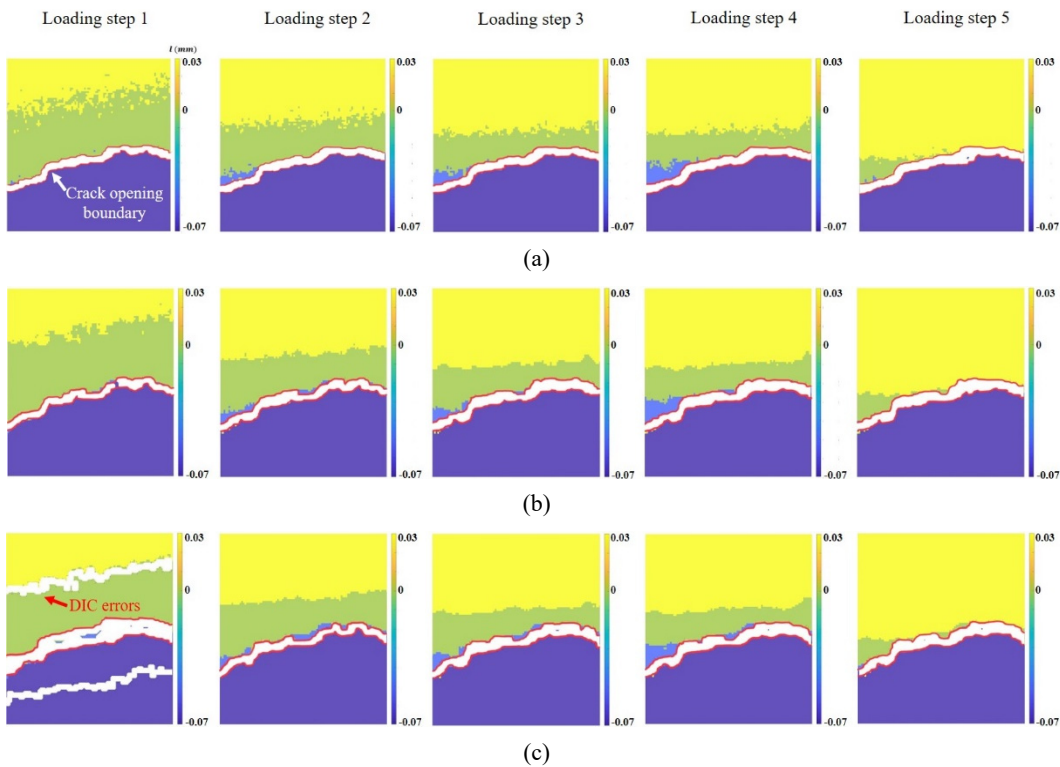 Loading step 1 Loading step 2 Loading step 3 Loading step 4 Loading step 5
l (mm)
0.03 0.03 0.03 0.03 0.03
0 0 0 0 0
Crack opening
boundary
-0.07 -0.07 -0.07 -0.07 -0.07
(a)
0.03 0.03 0.03 0.03 0.03
0 0 0 0 0
-0.07 -0.07 -0.07 -0.07 -0.07
(b)
0.03 0.03 0.03 0.03 0.03
0 0 0 0 0
DIC errors
-0.07 -0.07 -0.07 -0.07 -0.07
(c)